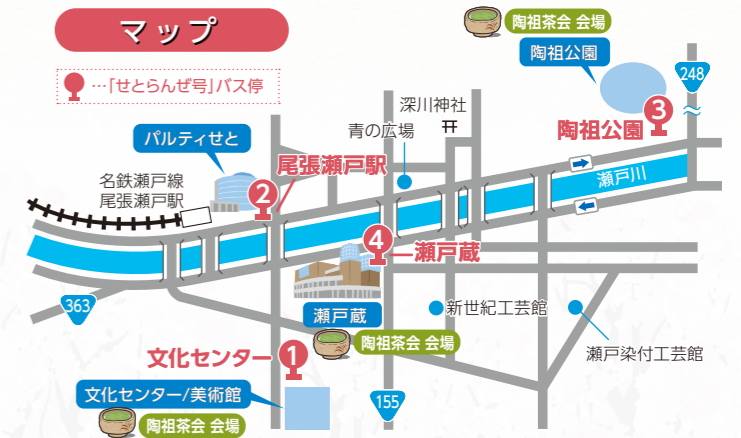 マップ
…「せとらんぜ号」バス停
陶祖茶会 会場
陶祖公園
248
3
陶祖公園
深川神社
青の広場
パルティせと
尾張瀬戸駅
2
名鉄瀬戸線
尾張瀬戸駅
瀬戸川
4
瀬戸蔵
瀬戸蔵
陶祖茶会 会場
363
新世紀工芸館
瀬戸染付工芸館
文化センター
1
文化センター/美術館
陶祖茶会 会場
155